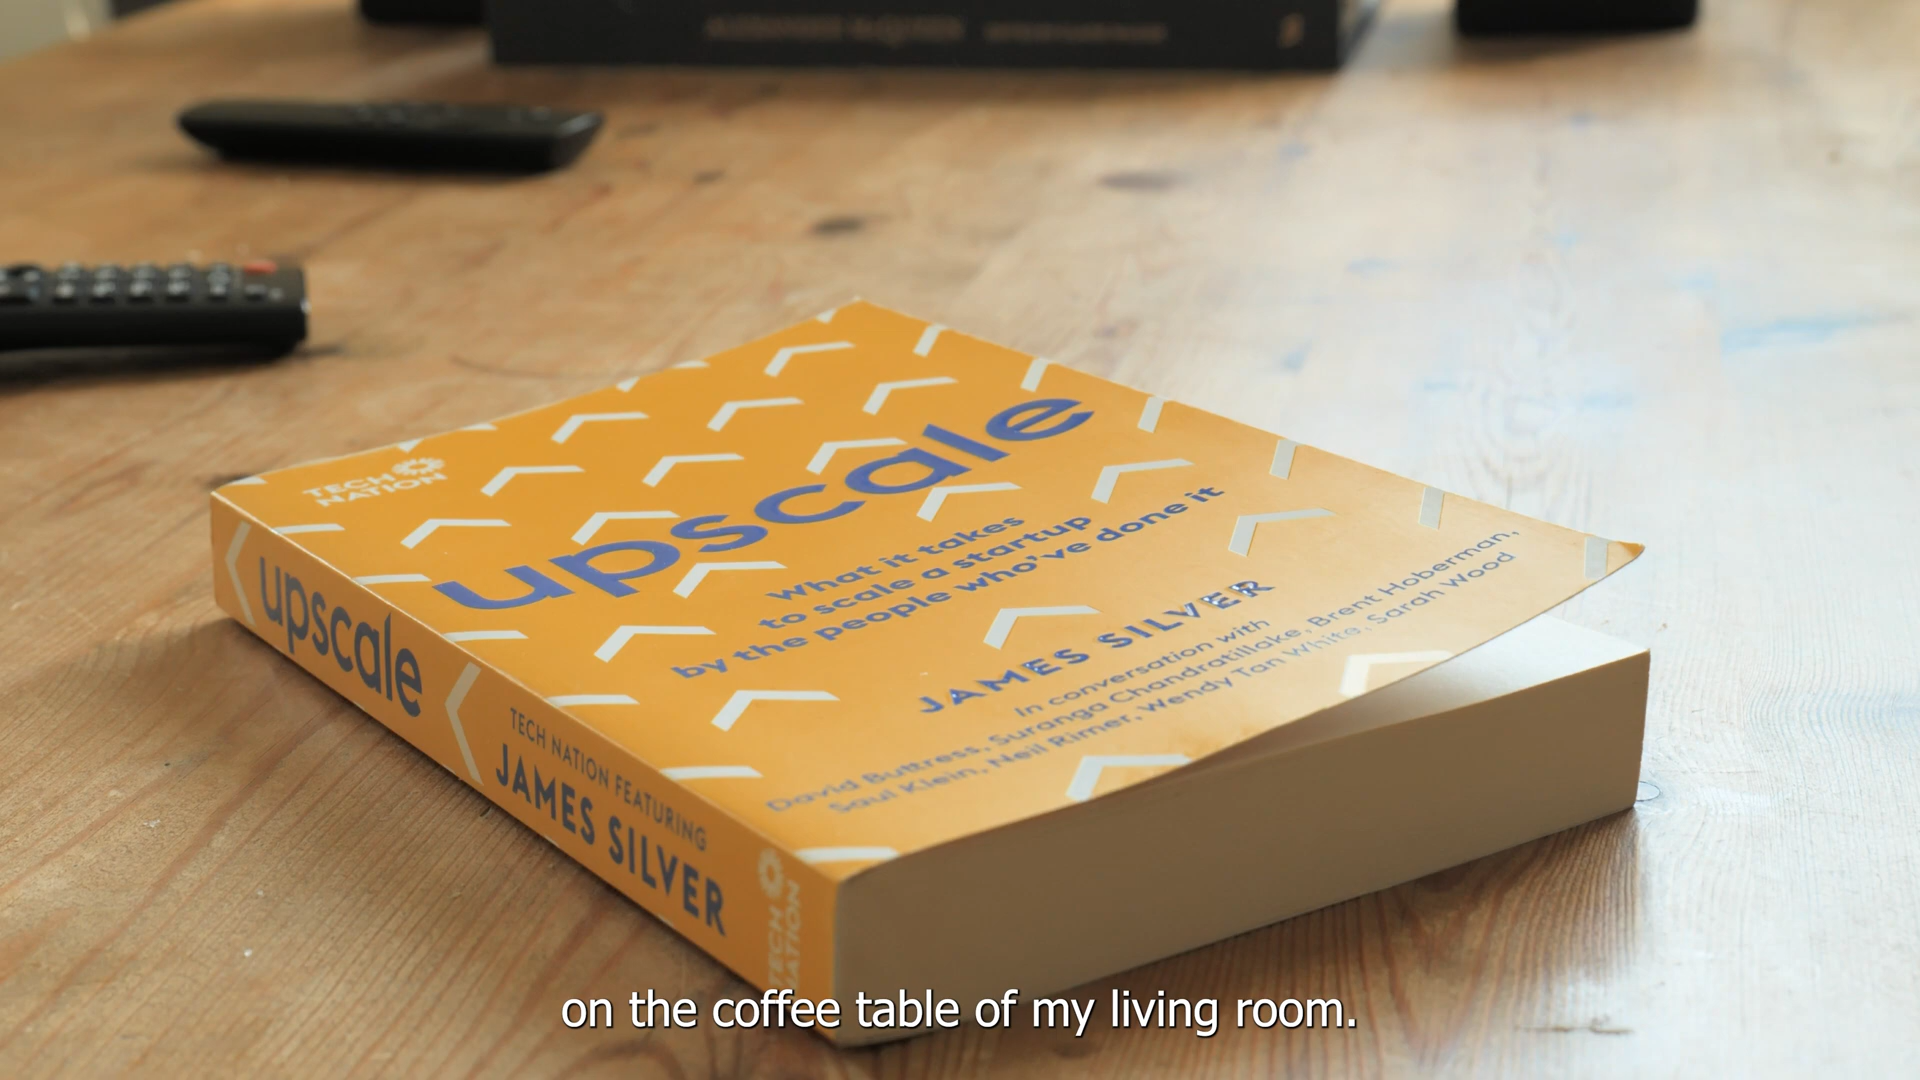 ALEXANDER McQUEEN
TECH
NATION
upscale
What it takes
to scale a startup
by the people who've done it
JAMES SILVER
In conversation with
David Buttress, Suranga Chandratillake, Brent Hoberman,
Saul Klein, Neil Rimer, Wendy Tan White, Sarah Wood
upscale
TECH NATION FEATURING
JAMES SILVER
TECH
NATION
on the coffee table of my living room.